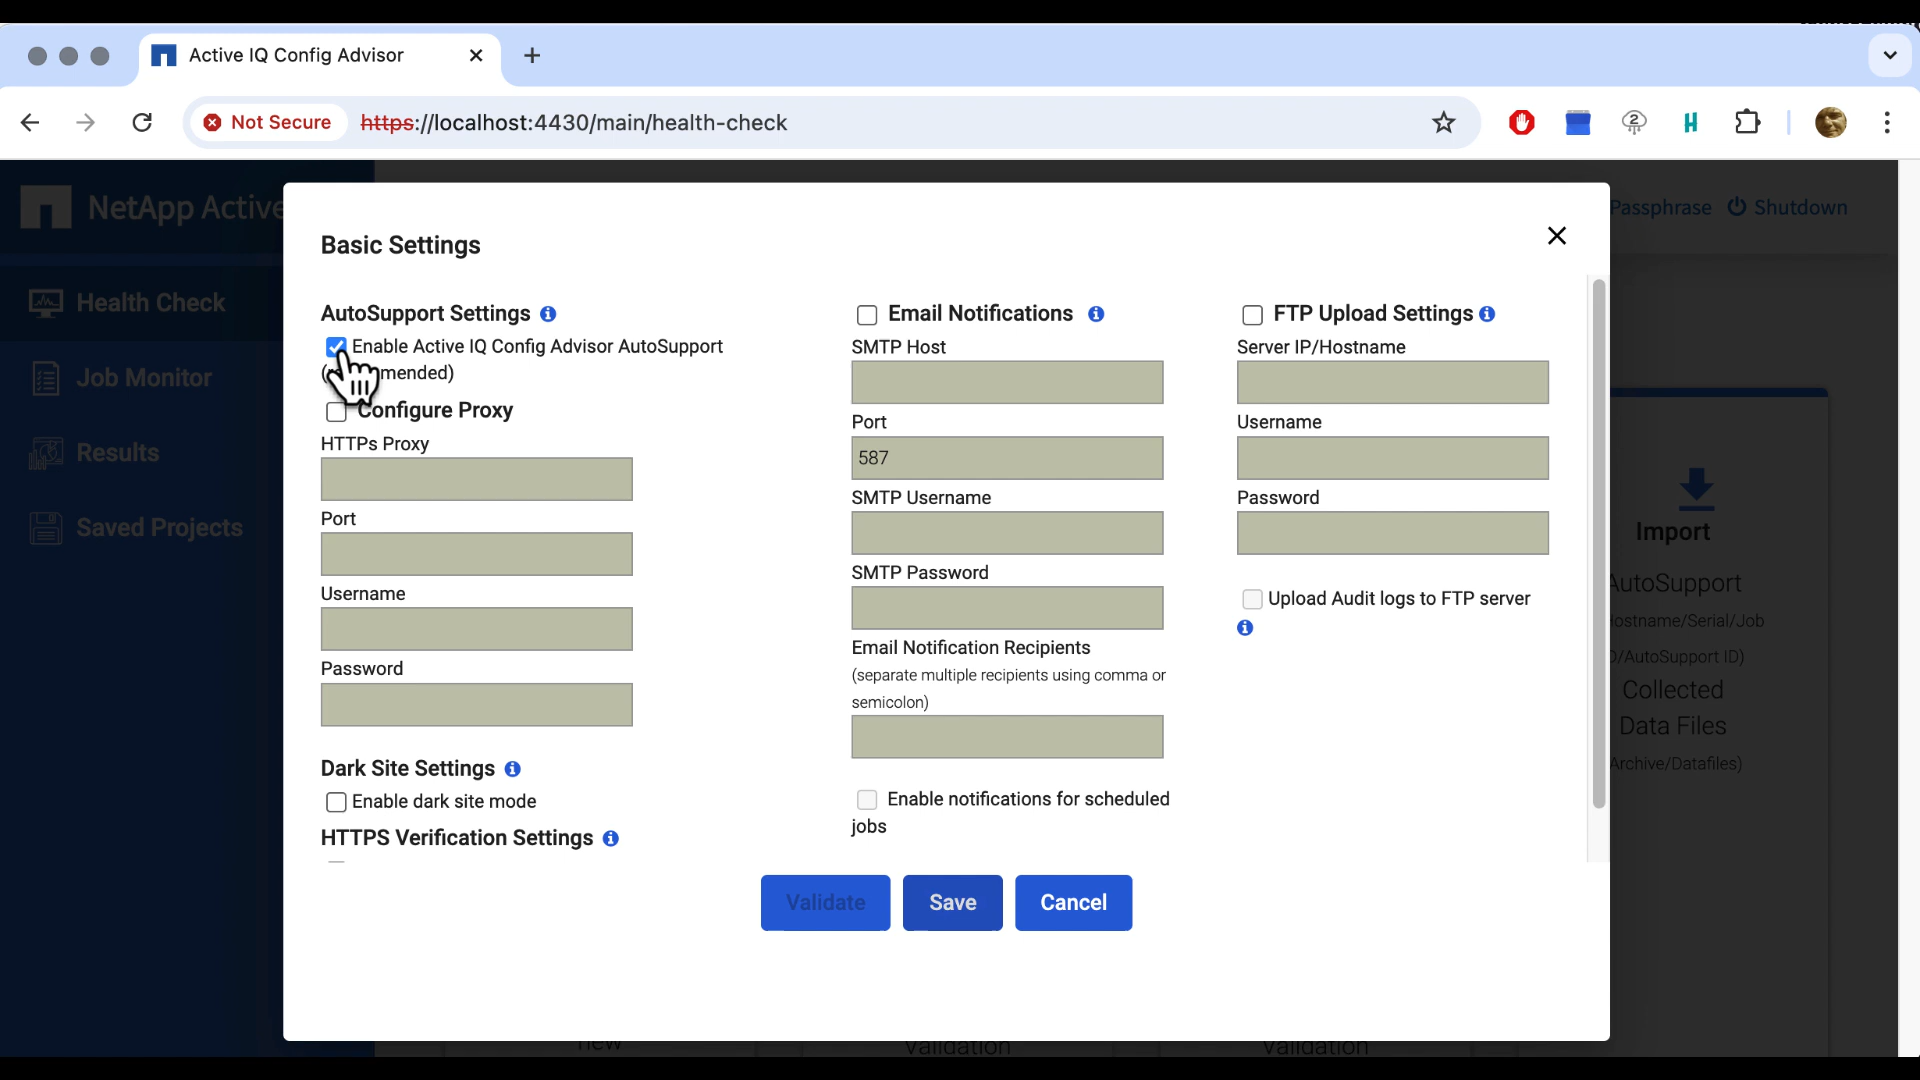 Active IQ Config Advisor
Not Secure
https://localhost:4430/main/health-check
2
NetApp Active
Passphrase
Shutdown
Health Check
Job Monitor
Results
Saved Projects
Basic Settings
AutoSupport Settings
Enable Active IQ Config Advisor AutoSupport
mended)
Configure Proxy
HTTPs Proxy
Port
Username
Password
Dark Site Settings
Enable dark site mode
HTTPS Verification Settings
Email Notifications
SMTP Host
Port
587
SMTP Username
SMTP Password
Email Notification Recipients
(separate multiple recipients using comma or
semicolon)
Enable notifications for scheduled
jobs
FTP Upload Settings
Server IP/Hostname
Username
Password
Upload Audit logs to FTP server
Validate
Save
Cancel
Import
AutoSupport
ostname/Serial/Job
D/AutoSupport ID)
Collected
Data Files
Archive/Datafiles)
new
Validation
Validation